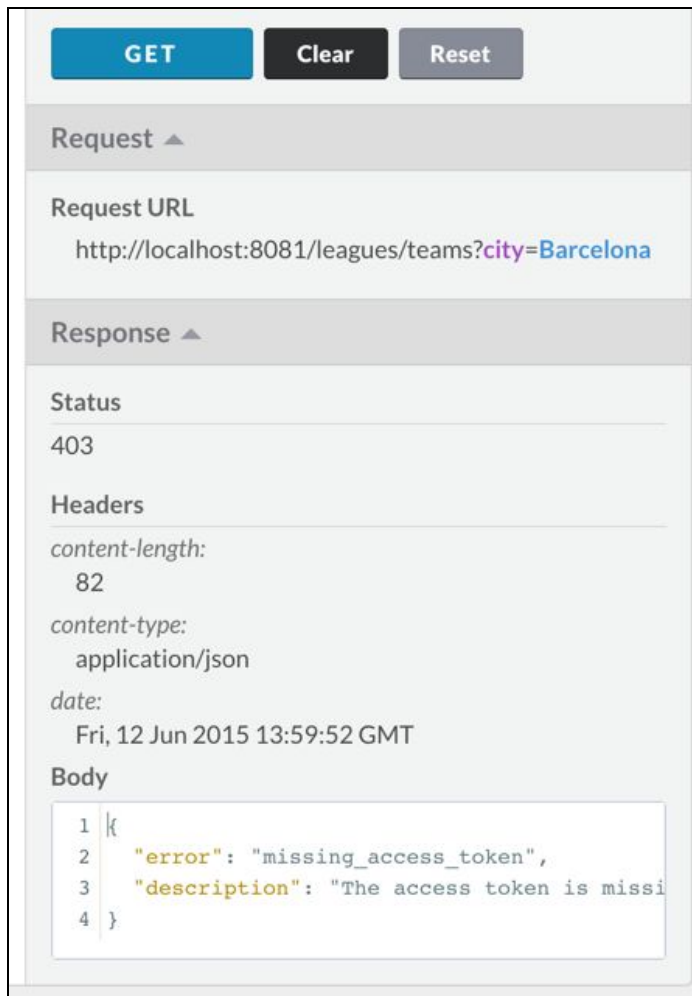 GET Clear Reset
Request
Request URL
http://localhost:8081/leagues/teams?city=Barcelona
Response
Status
403
Headers
content-length:
82
content-type:
application/json
date:
Fri, 12 Jun 2015 13:59:52 GMT
Body
1 {
2 "error": "missing_access_token",
3 "description": "The access token is missi
4 }